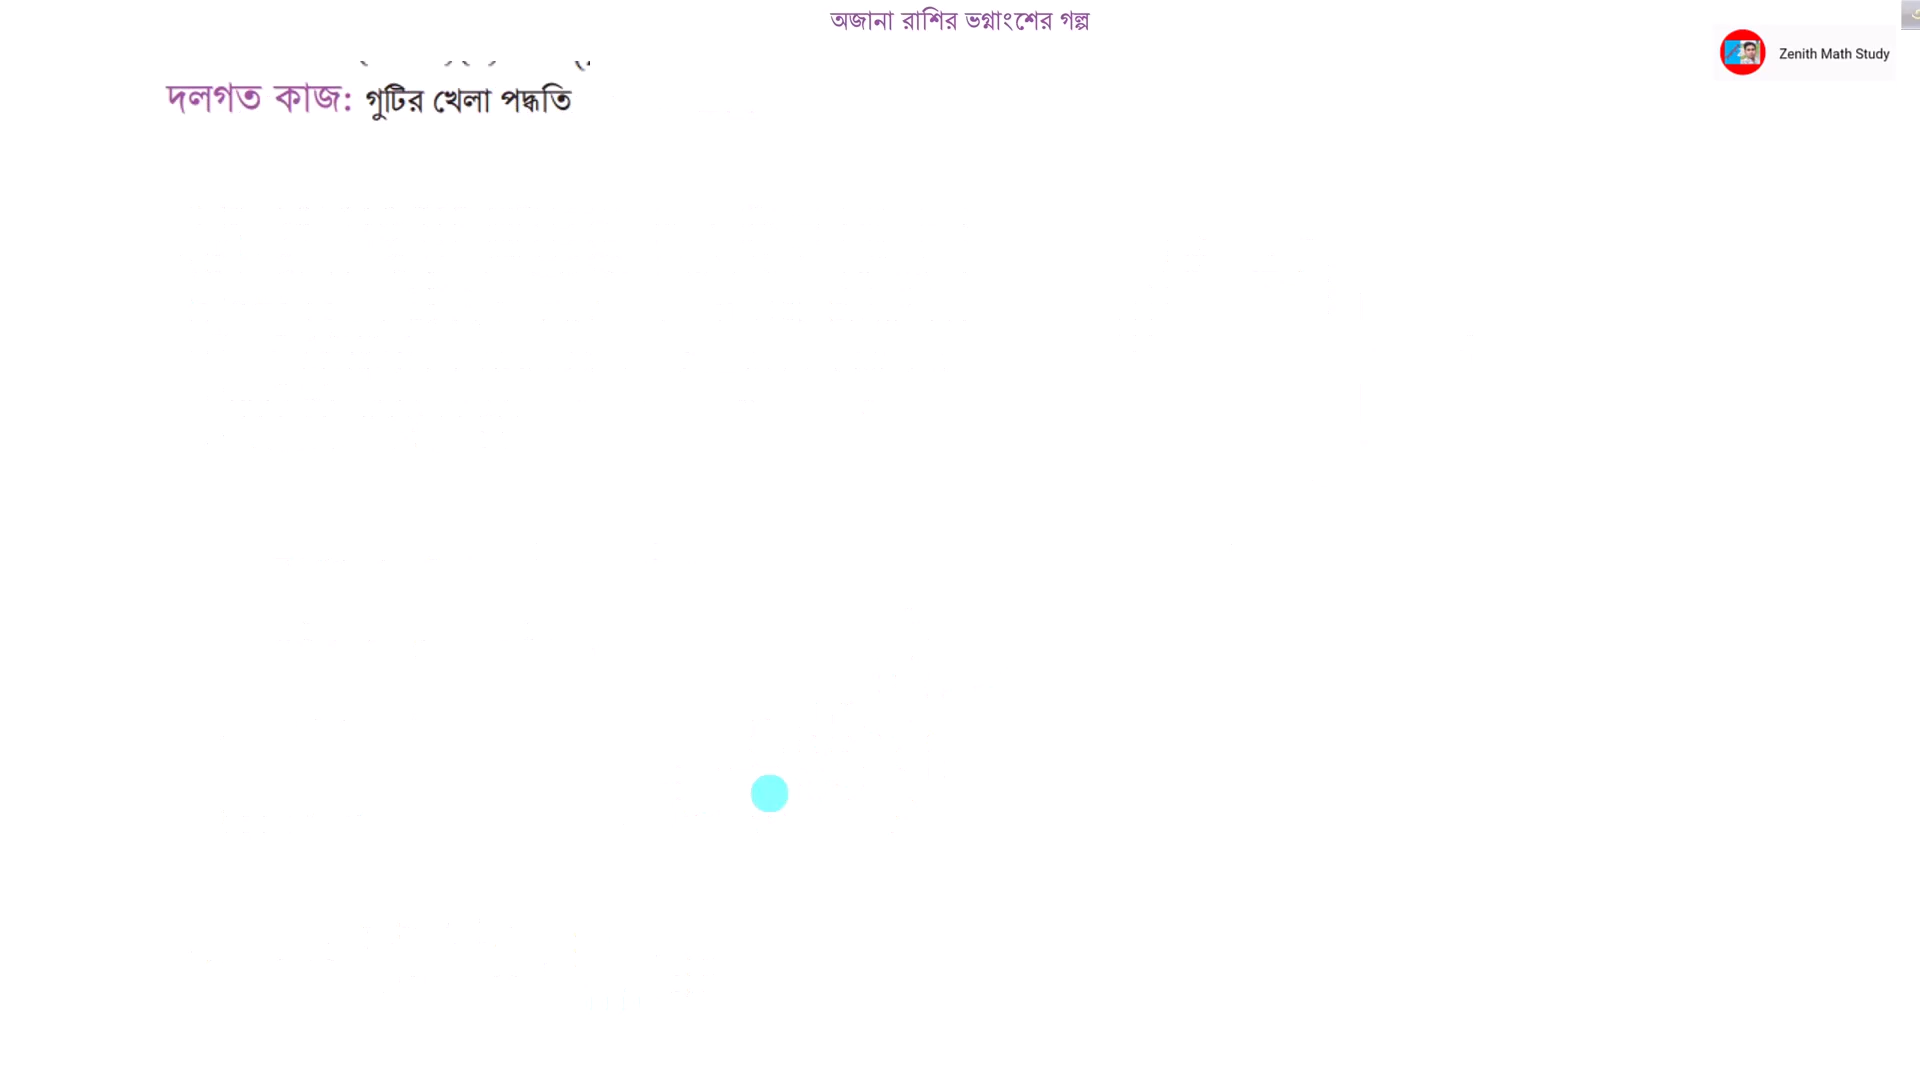 অজানা রাশির ভগ্নাংশের গল্প
Zenith Math Study
দলগত কাজ: গুটির খেলা পদ্ধতি